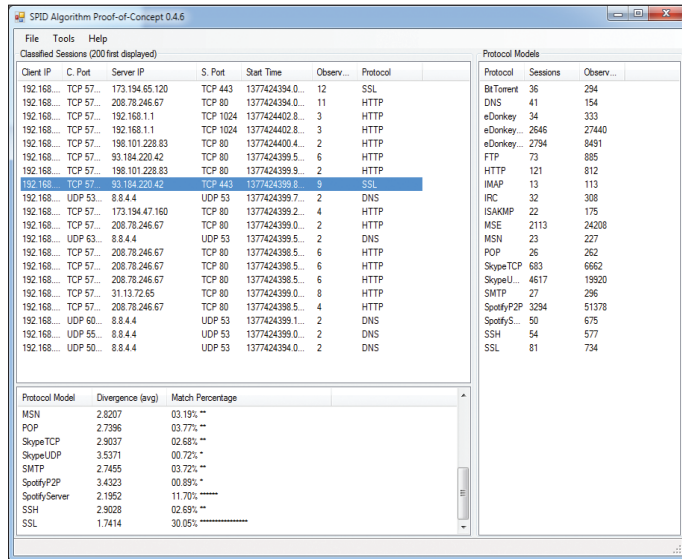 SPID Algorithm Proof-of-Concept 0.4.6
File Tools Help
Classified Sessions (200 first displayed)
Client IP C. Port Server IP S. Port Start Time Observ... Protocol
192.168.... TCP 57... 173.194.65.120 TCP 443 1377424394.0... 12 SSL
192.168.... TCP 57... 208.78.246.67 TCP 80 1377424394.0... 11 HTTP
192.168.... TCP 57... 192.168.1.1 TCP 1024 1377424402.8... 3 HTTP
192.168.... TCP 57... 192.168.1.1 TCP 1024 1377424402.8... 3 HTTP
192.168.... TCP 57... 198.101.228.83 TCP 80 1377424400.4... 2 HTTP
192.168.... TCP 57... 93.184.220.42 TCP 80 1377424399.5... 6 HTTP
192.168.... TCP 57... 198.101.228.83 TCP 80 1377424399.9... 2 HTTP
192.168.... TCP 57... 93.184.220.42 TCP 443 1377424399.8... 9 SSL
192.168.... UDP 53... 8.8.4.4 UDP 53 1377424399.7... 2 DNS
192.168.... TCP 57... 173.194.47.160 TCP 80 1377424399.2... 4 HTTP
192.168.... TCP 57... 208.78.246.67 TCP 80 1377424399.0... 2 HTTP
192.168.... UDP 63... 8.8.4.4 UDP 53 1377424399.5... 2 DNS
192.168.... TCP 57... 208.78.246.67 TCP 80 1377424398.5... 6 HTTP
192.168.... TCP 57... 208.78.246.67 TCP 80 1377424398.5... 6 HTTP
192.168.... TCP 57... 208.78.246.67 TCP 80 1377424398.5... 6 HTTP
192.168.... TCP 57... 31.13.72.65 TCP 80 1377424399.0... 8 HTTP
192.168.... TCP 57... 208.78.246.67 TCP 80 1377424398.5... 4 HTTP
192.168.... UDP 60... 8.8.4.4 UDP 53 1377424399.1... 2 DNS
192.168.... UDP 55... 8.8.4.4 UDP 53 1377424399.0... 2 DNS
192.168.... UDP 50... 8.8.4.4 UDP 53 1377424394.0... 2 DNS
Protocol Models
Protocol Sessions Observ...
BitTorrent 36 294
DNS 41 154
eDonkey 34 333
eDonkey... 2646 27440
eDonkey... 2794 8491
FTP 73 885
HTTP 121 812
IMAP 13 113
IRC 32 308
ISAKMP 22 175
MSE 2113 24208
MSN 23 227
POP 26 262
SkypeTCP 683 6662
SkypeU... 4617 19920
SMTP 27 296
SpotifyP2P 3294 51378
SpotifyS... 50 675
SSH 54 577
SSL 81 734
Protocol Model Divergence (avg) Match Percentage
MSN 2.8207 03.19% **
POP 2.7396 03.77% **
SkypeTCP 2.9037 02.68% **
SkypeUDP 3.5371 00.72% *
SMTP 2.7455 03.72% **
SpotifyP2P 3.4323 00.89% *
SpotifyServer 2.1952 11.70% ******
SSH 2.9028 02.69% **
SSL 1.7414 30.05% ****************